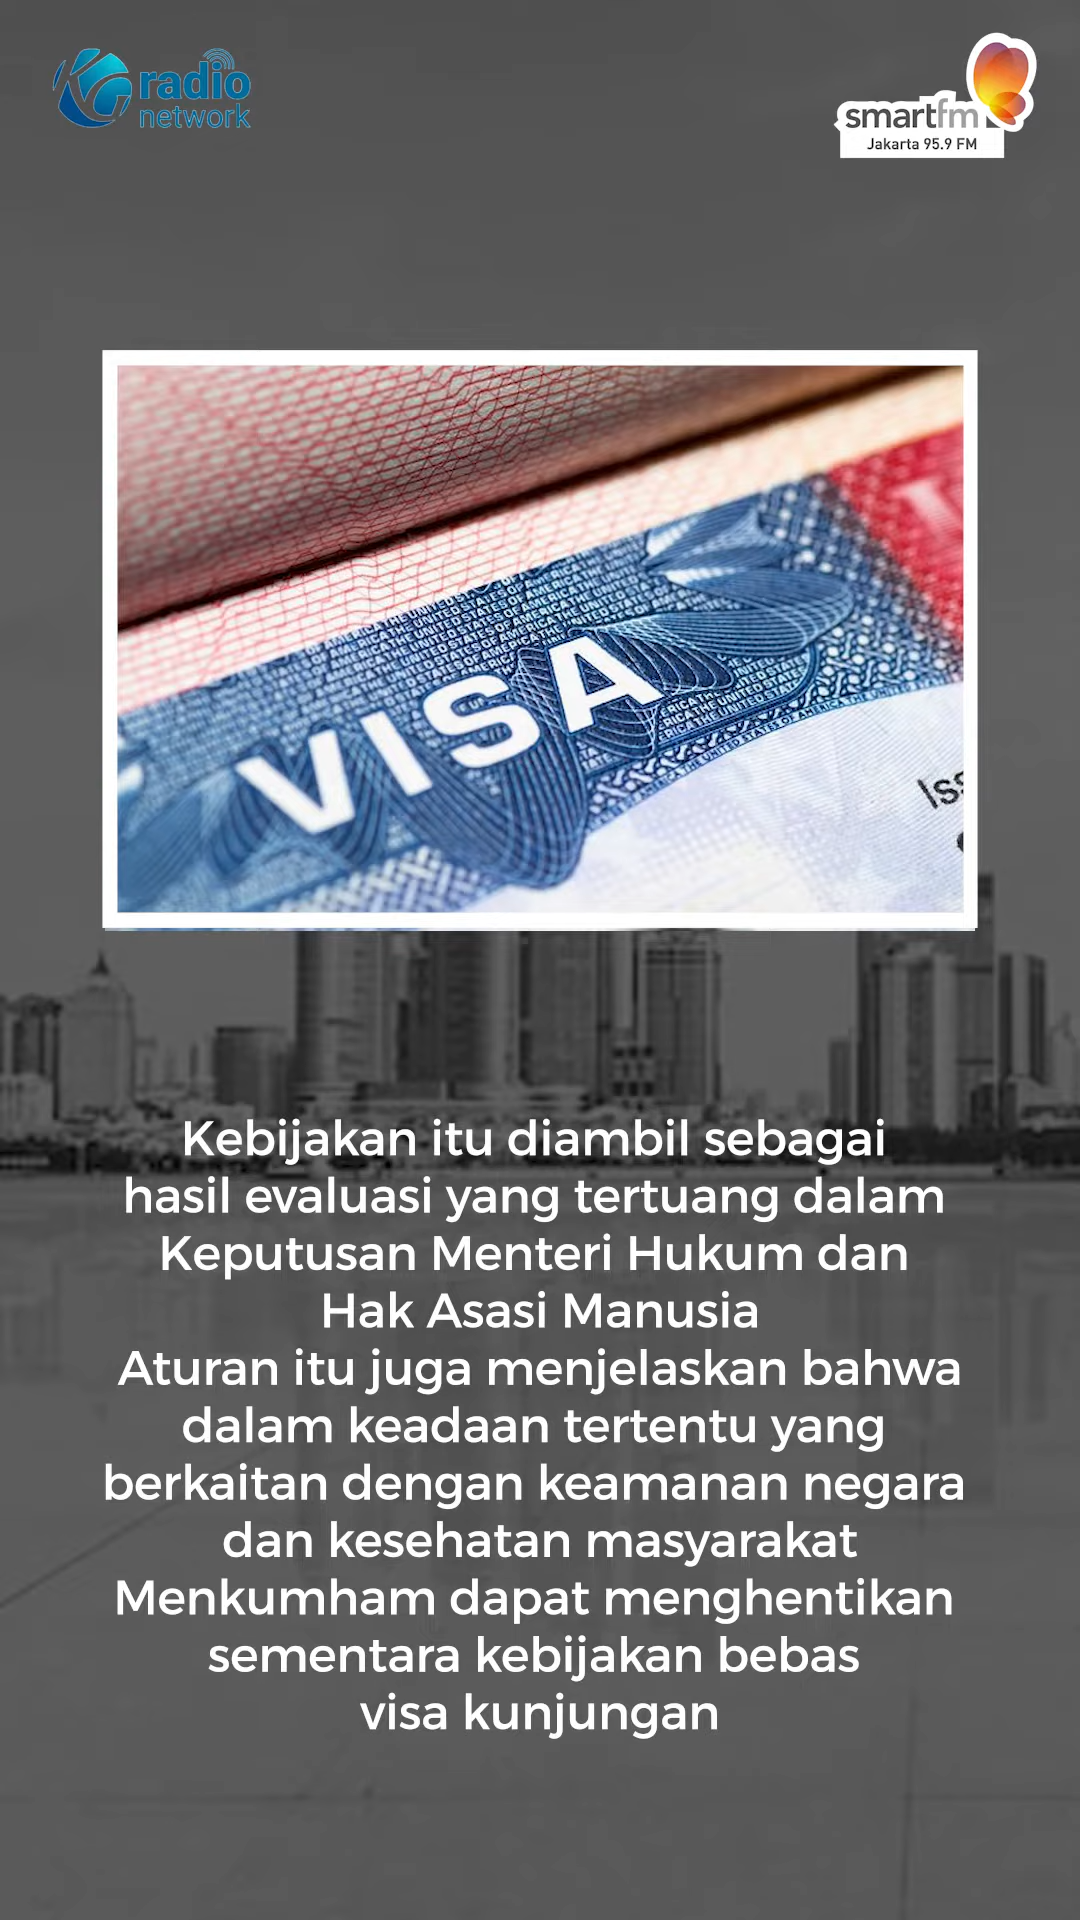 radio
network
smartfm
Jakarta 95.9 FM
VISA
Iss
Kebijakan itu diambil sebagai
hasil evaluasi yang tertuang dalam
Keputusan Menteri Hukum dan
Hak Asasi Manusia
Aturan itu juga menjelaskan bahwa
dalam keadaan tertentu yang
berkaitan dengan keamanan negara
dan kesehatan masyarakat
Menkumham dapat menghentikan
sementara kebijakan bebas
visa kunjungan